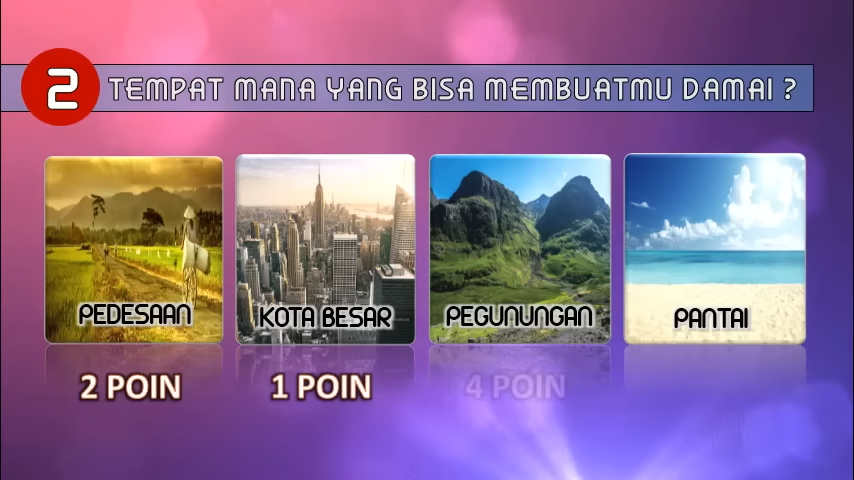 2 TEMPAT MANA YANG BISA MEMBUATMU DAMAI ?
PEDESAAN
KOTA BESAR
PEGUNUNGAN
PANTAI
2 POIN
1 POIN
4 POIN